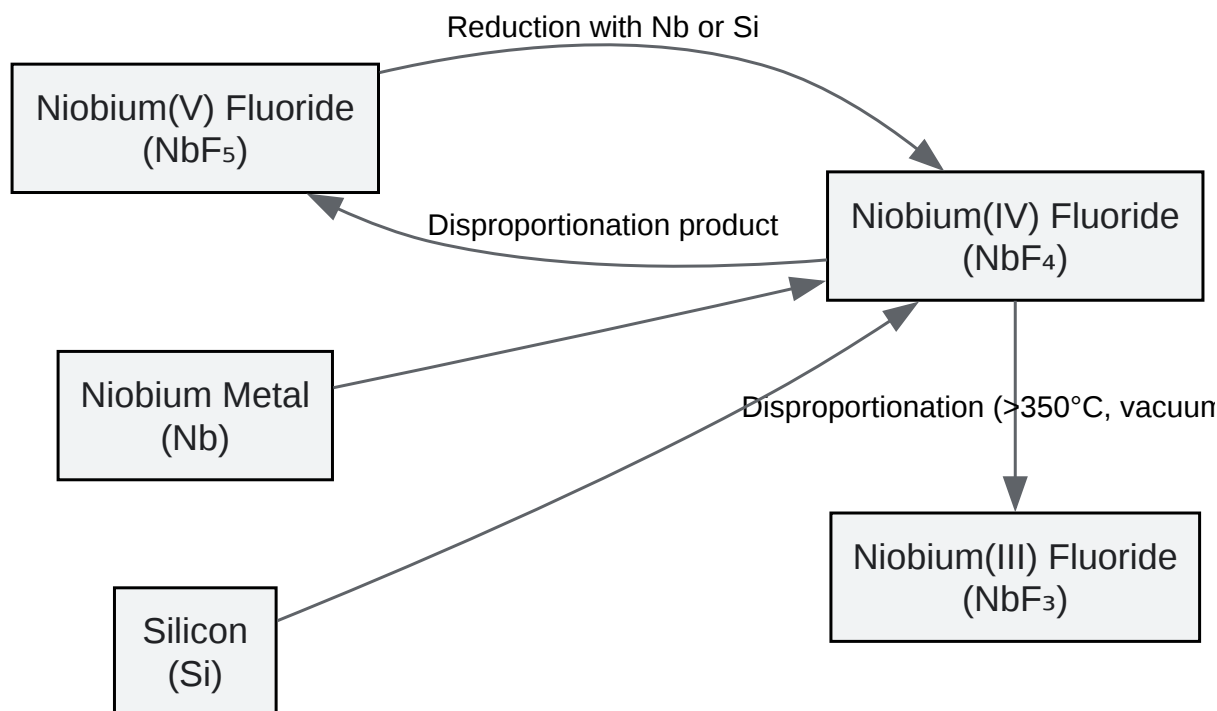 Reduction with Nb or Si
Niobium(V) Fluoride
(NbF₅)
Niobium(IV) Fluoride
(NbF₄)
Disproportionation product
Niobium Metal
(Nb)
Disproportionation (>350°C, vacuum
Niobium(III) Fluoride
(NbF₃)
Silicon
(Si)